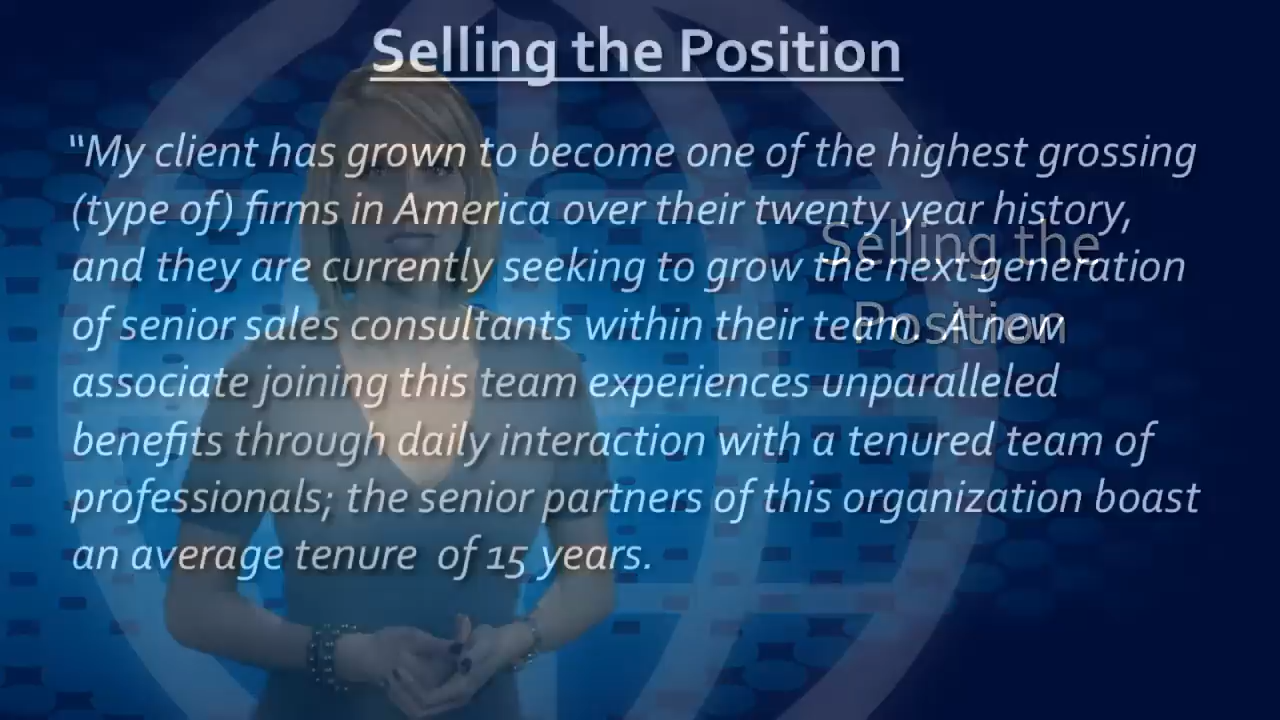 Selling the Position
“My client has grown to become one of the highest grossing
(type of) firms in America over their twenty year history,
and they are currently seeking to grow the next generation
of senior sales consultants within their team.  A new
associate joining this team experiences unparalleled
benefits through daily interaction with a tenured team of
professionals; the senior partners of this organization boast
an average tenure  of 15 years.
Selling the
Position